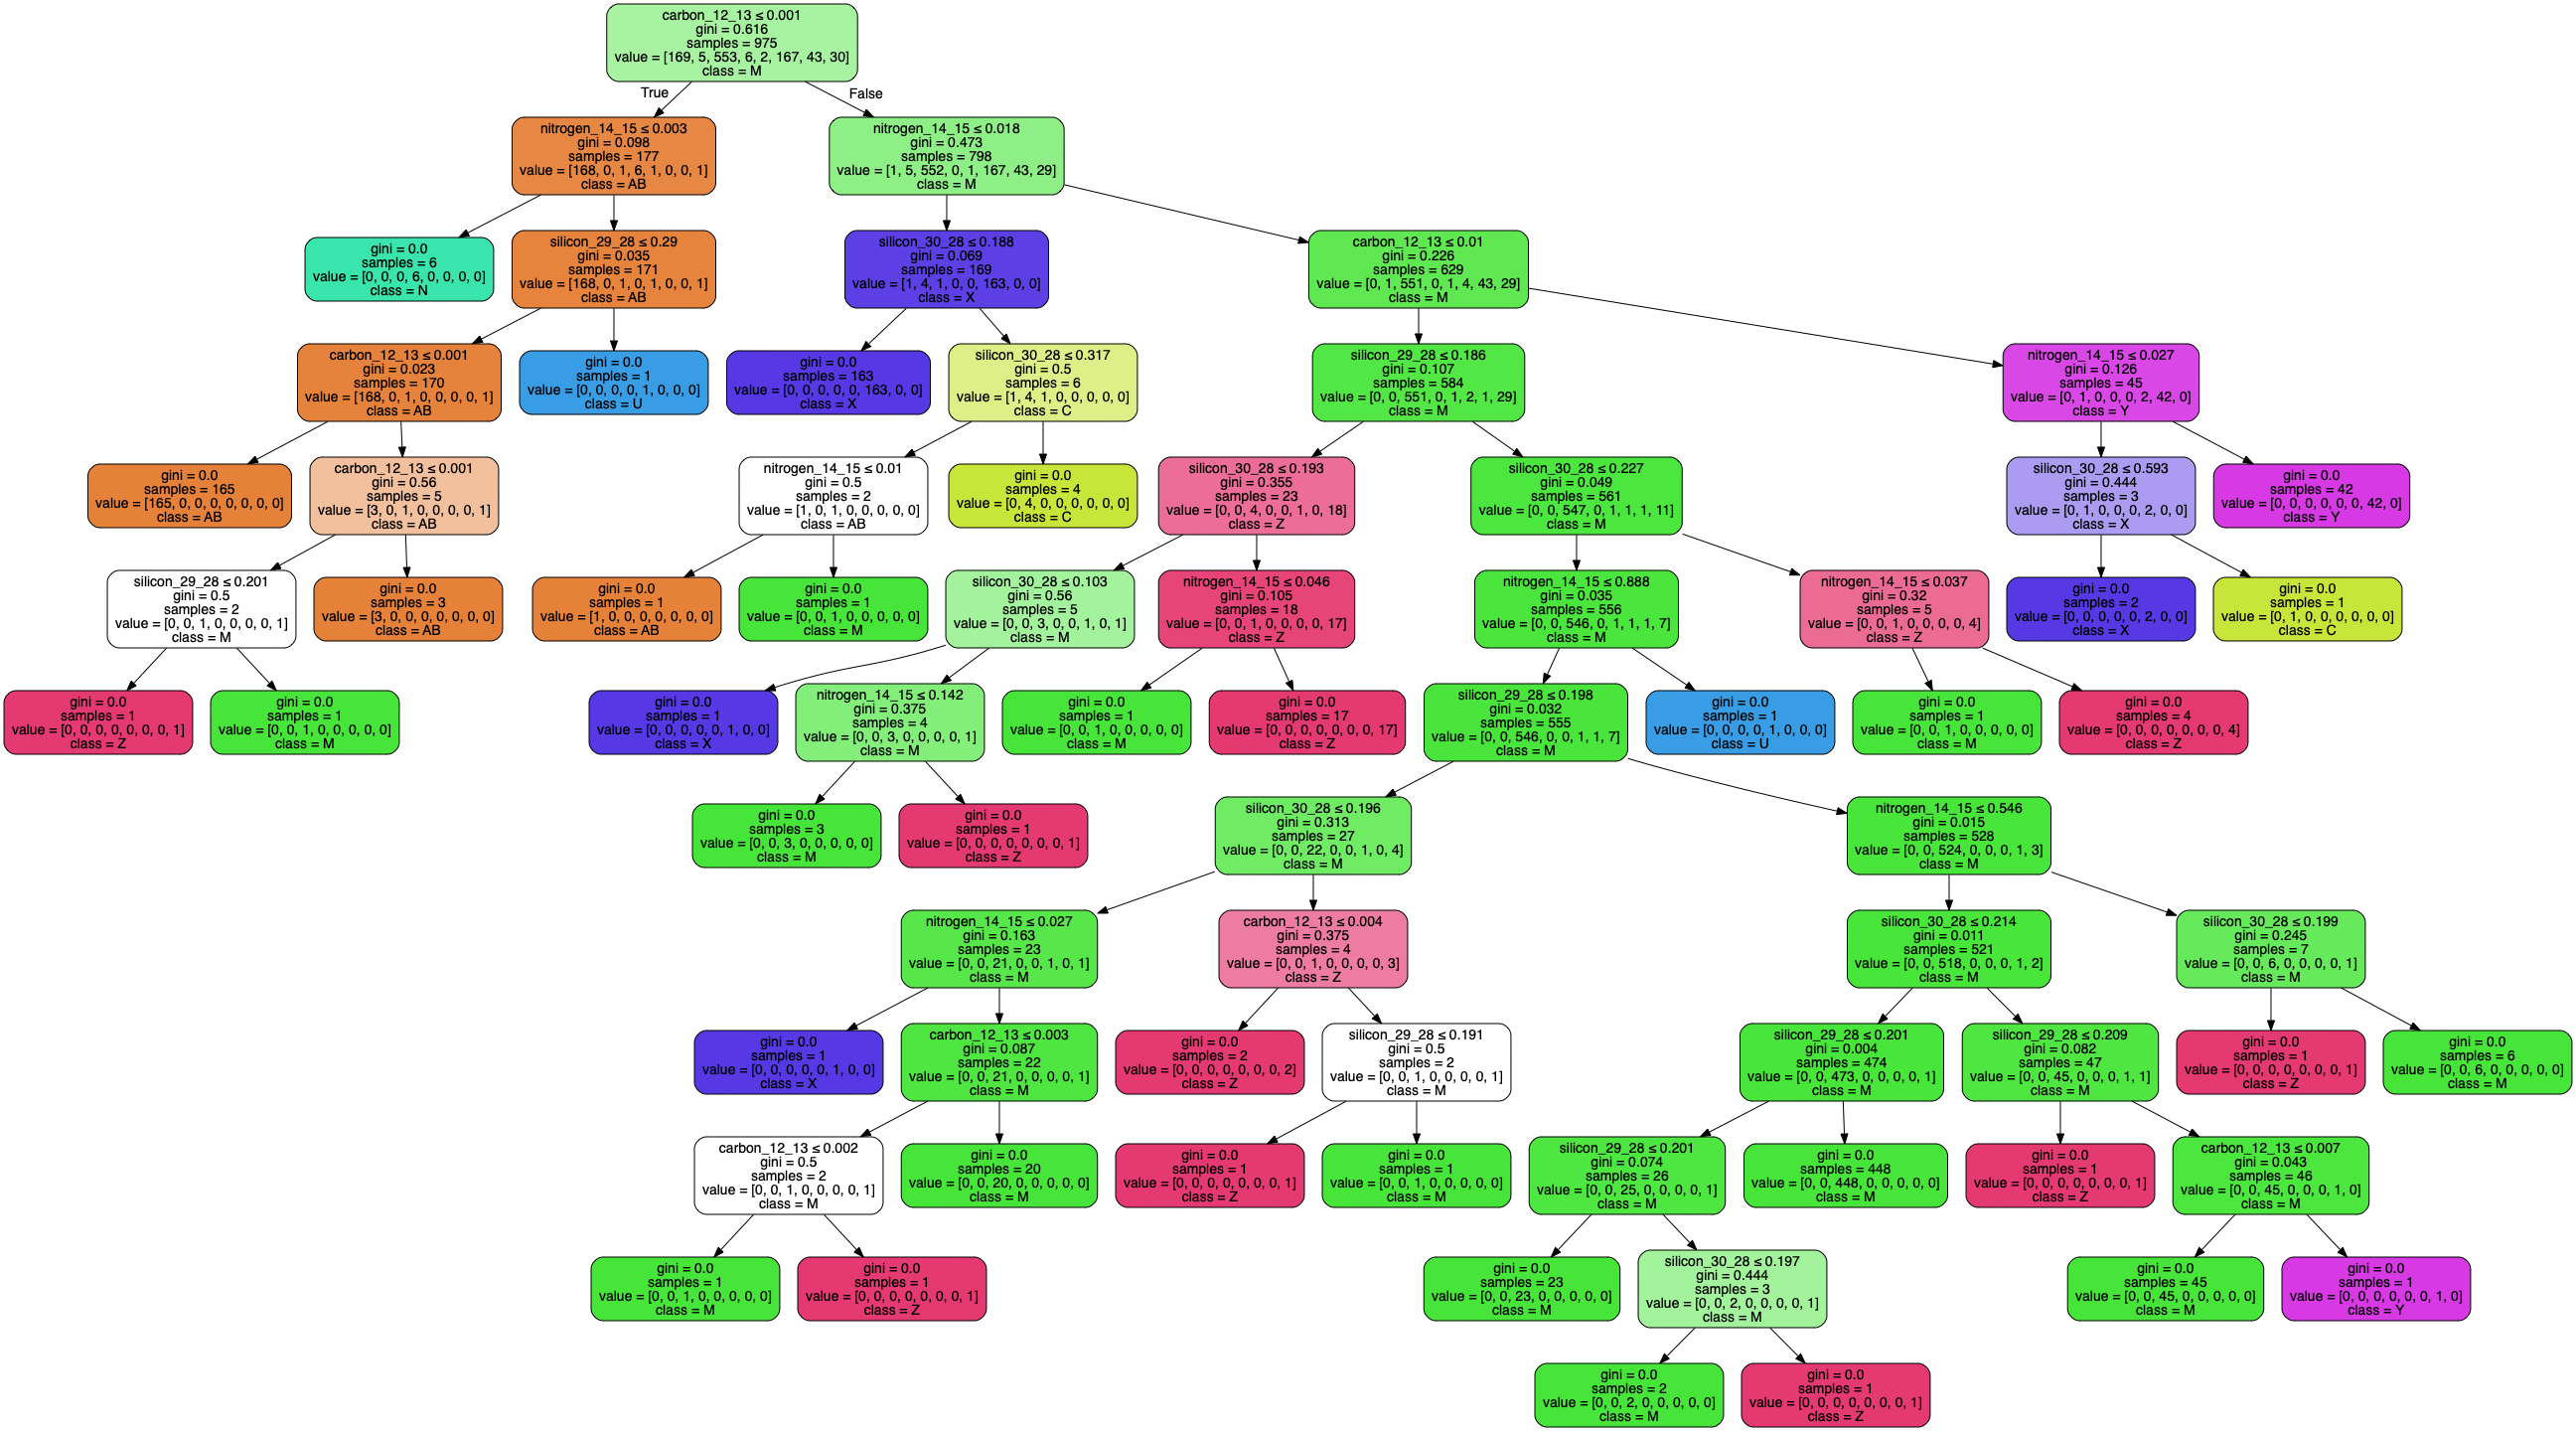 carbon_12_13 ≤ 0.001
gini = 0.616
samples = 975
value = [169, 5, 553, 6, 2, 167, 43, 30]
class = M
True
False
nitrogen_14_15 ≤ 0.003
gini = 0.098
samples = 177
value = [168, 0, 1, 6, 1, 0, 0, 1]
class = AB
nitrogen_14_15 ≤ 0.018
gini = 0.473
samples = 798
value = [1, 5, 552, 0, 1, 167, 43, 29]
class = M
gini = 0.0
samples = 6
value = [0, 0, 0, 6, 0, 0, 0, 0]
class = N
silicon_29_28 ≤ 0.29
gini = 0.035
samples = 171
value = [168, 0, 1, 0, 1, 0, 0, 1]
class = AB
silicon_30_28 ≤ 0.188
gini = 0.069
samples = 169
value = [1, 4, 1, 0, 0, 163, 0, 0]
class = X
carbon_12_13 ≤ 0.01
gini = 0.226
samples = 629
value = [0, 1, 551, 0, 1, 4, 43, 29]
class = M
carbon_12_13 ≤ 0.001
gini = 0.023
samples = 170
value = [168, 0, 1, 0, 0, 0, 0, 1]
class = AB
gini = 0.0
samples = 1
value = [0, 0, 0, 0, 1, 0, 0, 0]
class = U
gini = 0.0
samples = 163
value = [0, 0, 0, 0, 0, 163, 0, 0]
class = X
silicon_30_28 ≤ 0.317
gini = 0.5
samples = 6
value = [1, 4, 1, 0, 0, 0, 0, 0]
class = C
silicon_29_28 ≤ 0.186
gini = 0.107
samples = 584
value = [0, 0, 551, 0, 1, 2, 1, 29]
class = M
nitrogen_14_15 ≤ 0.027
gini = 0.126
samples = 45
value = [0, 1, 0, 0, 0, 2, 42, 0]
class = Y
gini = 0.0
samples = 165
value = [165, 0, 0, 0, 0, 0, 0, 0]
class = AB
carbon_12_13 ≤ 0.001
gini = 0.56
samples = 5
value = [3, 0, 1, 0, 0, 0, 0, 1]
class = AB
nitrogen_14_15 ≤ 0.01
gini = 0.5
samples = 2
value = [1, 0, 1, 0, 0, 0, 0, 0]
class = AB
gini = 0.0
samples = 4
value = [0, 4, 0, 0, 0, 0, 0, 0]
class = C
silicon_30_28 ≤ 0.193
gini = 0.355
samples = 23
value = [0, 0, 4, 0, 0, 1, 0, 18]
class = Z
silicon_30_28 ≤ 0.227
gini = 0.049
samples = 561
value = [0, 0, 547, 0, 1, 1, 1, 11]
class = M
silicon_30_28 ≤ 0.593
gini = 0.444
samples = 3
value = [0, 1, 0, 0, 0, 2, 0, 0]
class = X
gini = 0.0
samples = 42
value = [0, 0, 0, 0, 0, 0, 42, 0]
class = Y
silicon_29_28 ≤ 0.201
gini = 0.5
samples = 2
value = [0, 0, 1, 0, 0, 0, 0, 1]
class = M
gini = 0.0
samples = 3
value = [3, 0, 0, 0, 0, 0, 0, 0]
class = AB
gini = 0.0
samples = 1
value = [1, 0, 0, 0, 0, 0, 0, 0]
class = AB
gini = 0.0
samples = 1
value = [0, 0, 1, 0, 0, 0, 0, 0]
class = M
silicon_30_28 ≤ 0.103
gini = 0.56
samples = 5
value = [0, 0, 3, 0, 0, 1, 0, 1]
class = M
nitrogen_14_15 ≤ 0.046
gini = 0.105
samples = 18
value = [0, 0, 1, 0, 0, 0, 0, 17]
class = Z
nitrogen_14_15 ≤ 0.888
gini = 0.035
samples = 556
value = [0, 0, 546, 0, 1, 1, 1, 7]
class = M
nitrogen_14_15 ≤ 0.037
gini = 0.32
samples = 5
value = [0, 0, 1, 0, 0, 0, 0, 4]
class = Z
gini = 0.0
samples = 2
value = [0, 0, 0, 0, 0, 2, 0, 0]
class = X
gini = 0.0
samples = 1
value = [0, 1, 0, 0, 0, 0, 0, 0]
class = C
gini = 0.0
samples = 1
value = [0, 0, 0, 0, 0, 0, 0, 1]
class = Z
gini = 0.0
samples = 1
value = [0, 0, 1, 0, 0, 0, 0, 0]
class = M
gini = 0.0
samples = 1
value = [0, 0, 0, 0, 0, 1, 0, 0]
class = X
nitrogen_14_15 ≤ 0.142
gini = 0.375
samples = 4
value = [0, 0, 3, 0, 0, 0, 0, 1]
class = M
gini = 0.0
samples = 1
value = [0, 0, 1, 0, 0, 0, 0, 0]
class = M
gini = 0.0
samples = 17
value = [0, 0, 0, 0, 0, 0, 0, 17]
class = Z
silicon_29_28 ≤ 0.198
gini = 0.032
samples = 555
value = [0, 0, 546, 0, 0, 1, 1, 7]
class = M
gini = 0.0
samples = 1
value = [0, 0, 0, 0, 1, 0, 0, 0]
class = U
gini = 0.0
samples = 1
value = [0, 0, 1, 0, 0, 0, 0, 0]
class = M
gini = 0.0
samples = 4
value = [0, 0, 0, 0, 0, 0, 0, 4]
class = Z
gini = 0.0
samples = 3
value = [0, 0, 3, 0, 0, 0, 0, 0]
class = M
gini = 0.0
samples = 1
value = [0, 0, 0, 0, 0, 0, 0, 1]
class = Z
silicon_30_28 ≤ 0.196
gini = 0.313
samples = 27
value = [0, 0, 22, 0, 0, 1, 0, 4]
class = M
nitrogen_14_15 ≤ 0.546
gini = 0.015
samples = 528
value = [0, 0, 524, 0, 0, 0, 1, 3]
class = M
nitrogen_14_15 ≤ 0.027
gini = 0.163
samples = 23
value = [0, 0, 21, 0, 0, 1, 0, 1]
class = M
carbon_12_13 ≤ 0.004
gini = 0.375
samples = 4
value = [0, 0, 1, 0, 0, 0, 0, 3]
class = Z
silicon_30_28 ≤ 0.214
gini = 0.011
samples = 521
value = [0, 0, 518, 0, 0, 0, 1, 2]
class = M
silicon_30_28 ≤ 0.199
gini = 0.245
samples = 7
value = [0, 0, 6, 0, 0, 0, 0, 1]
class = M
gini = 0.0
samples = 1
value = [0, 0, 0, 0, 0, 1, 0, 0]
class = X
carbon_12_13 ≤ 0.003
gini = 0.087
samples = 22
value = [0, 0, 21, 0, 0, 0, 0, 1]
class = M
gini = 0.0
samples = 2
value = [0, 0, 0, 0, 0, 0, 0, 2]
class = Z
silicon_29_28 ≤ 0.191
gini = 0.5
samples = 2
value = [0, 0, 1, 0, 0, 0, 0, 1]
class = M
silicon_29_28 ≤ 0.201
gini = 0.004
samples = 474
value = [0, 0, 473, 0, 0, 0, 0, 1]
class = M
silicon_29_28 ≤ 0.209
gini = 0.082
samples = 47
value = [0, 0, 45, 0, 0, 0, 1, 1]
class = M
gini = 0.0
samples = 1
value = [0, 0, 0, 0, 0, 0, 0, 1]
class = Z
gini = 0.0
samples = 6
value = [0, 0, 6, 0, 0, 0, 0, 0]
class = M
carbon_12_13 ≤ 0.002
gini = 0.5
samples = 2
value = [0, 0, 1, 0, 0, 0, 0, 1]
class = M
gini = 0.0
samples = 20
value = [0, 0, 20, 0, 0, 0, 0, 0]
class = M
gini = 0.0
samples = 1
value = [0, 0, 0, 0, 0, 0, 0, 1]
class = Z
gini = 0.0
samples = 1
value = [0, 0, 1, 0, 0, 0, 0, 0]
class = M
silicon_29_28 ≤ 0.201
gini = 0.074
samples = 26
value = [0, 0, 25, 0, 0, 0, 0, 1]
class = M
gini = 0.0
samples = 448
value = [0, 0, 448, 0, 0, 0, 0, 0]
class = M
gini = 0.0
samples = 1
value = [0, 0, 0, 0, 0, 0, 0, 1]
class = Z
carbon_12_13 ≤ 0.007
gini = 0.043
samples = 46
value = [0, 0, 45, 0, 0, 0, 1, 0]
class = M
gini = 0.0
samples = 1
value = [0, 0, 1, 0, 0, 0, 0, 0]
class = M
gini = 0.0
samples = 1
value = [0, 0, 0, 0, 0, 0, 0, 1]
class = Z
gini = 0.0
samples = 23
value = [0, 0, 23, 0, 0, 0, 0, 0]
class = M
silicon_30_28 ≤ 0.197
gini = 0.444
samples = 3
value = [0, 0, 2, 0, 0, 0, 0, 1]
class = M
gini = 0.0
samples = 45
value = [0, 0, 45, 0, 0, 0, 0, 0]
class = M
gini = 0.0
samples = 1
value = [0, 0, 0, 0, 0, 0, 1, 0]
class = Y
gini = 0.0
samples = 2
value = [0, 0, 2, 0, 0, 0, 0, 0]
class = M
gini = 0.0
samples = 1
value = [0, 0, 0, 0, 0, 0, 0, 1]
class = Z